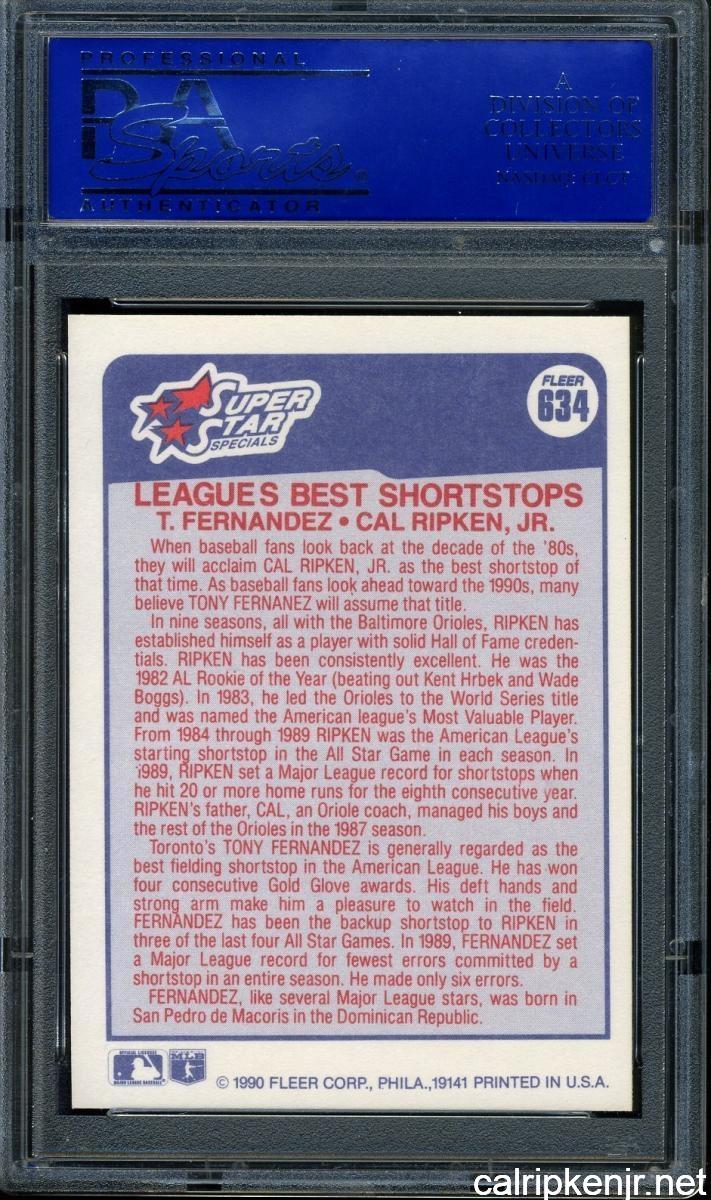 PROFESSIONAL
PSA
Sports®
AUTHENTICATOR
A
DIVISION OF
COLLECTORS
UNIVERSE
NASDAQ: CLCT
SUPER
STAR
SPECIALS
FLEER
634
LEAGUE'S BEST SHORTSTOPS
T. FERNANDEZ • CAL RIPKEN, JR.
When baseball fans look back at the decade of the '80s,
they will acclaim CAL RIPKEN, JR. as the best shortstop of
that time. As baseball fans look ahead toward the 1990s, many
believe TONY FERNANEZ will assume that title.
In nine seasons, all with the Baltimore Orioles, RIPKEN has
established himself as a player with solid Hall of Fame creden-
tials. RIPKEN has been consistently excellent. He was the
1982 AL Rookie of the Year (beating out Kent Hrbek and Wade
Boggs). In 1983, he led the Orioles to the World Series title
and was named the American league's Most Valuable Player.
From 1984 through 1989 RIPKEN was the American League's
starting shortstop in the All Star Game in each season. In
1989, RIPKEN set a Major League record for shortstops when
he hit 20 or more home runs for the eighth consecutive year.
RIPKEN's father, CAL, an Oriole coach, managed his boys and
the rest of the Orioles in the 1987 season.
Toronto's TONY FERNANDEZ is generally regarded as the
best fielding shortstop in the American League. He has won
four consecutive Gold Glove awards. His deft hands and
strong arm make him a pleasure to watch in the field.
FERNANDEZ has been the backup shortstop to RIPKEN in
three of the last four All Star Games. In 1989, FERNANDEZ set
a Major League record for fewest errors committed by a
shortstop in an entire season. He made only six errors.
FERNANDEZ, like several Major League stars, was born in
San Pedro de Macoris in the Dominican Republic.
OFFICIAL LICENSEE
MAJOR LEAGUE BASEBALL
© 1990 FLEER CORP., PHILA.,19141 PRINTED IN U.S.A.
calripkenjr.net